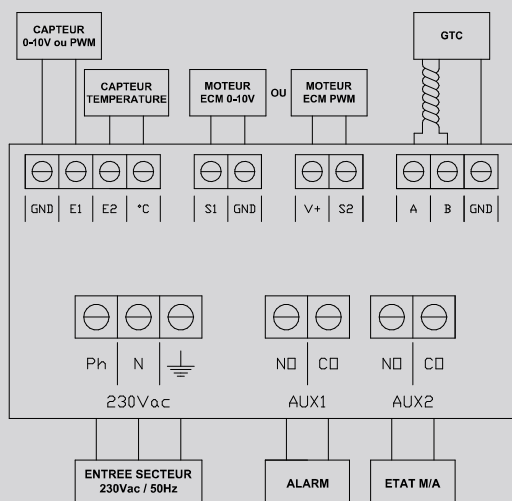 CAPTEUR
0-10V ou PWM
GTC
CAPTEUR
TEMPERATURE
MOTEUR
ECM 0-10V
OU
MOTEUR
ECM PWM
GND E1 E2 °C S1 GND V+ S2 A B GND
Ph N NO CO NO CO
230Vac AUX1 AUX2
ENTREE SECTEUR
230Vac / 50Hz
ALARM
ETAT M/A